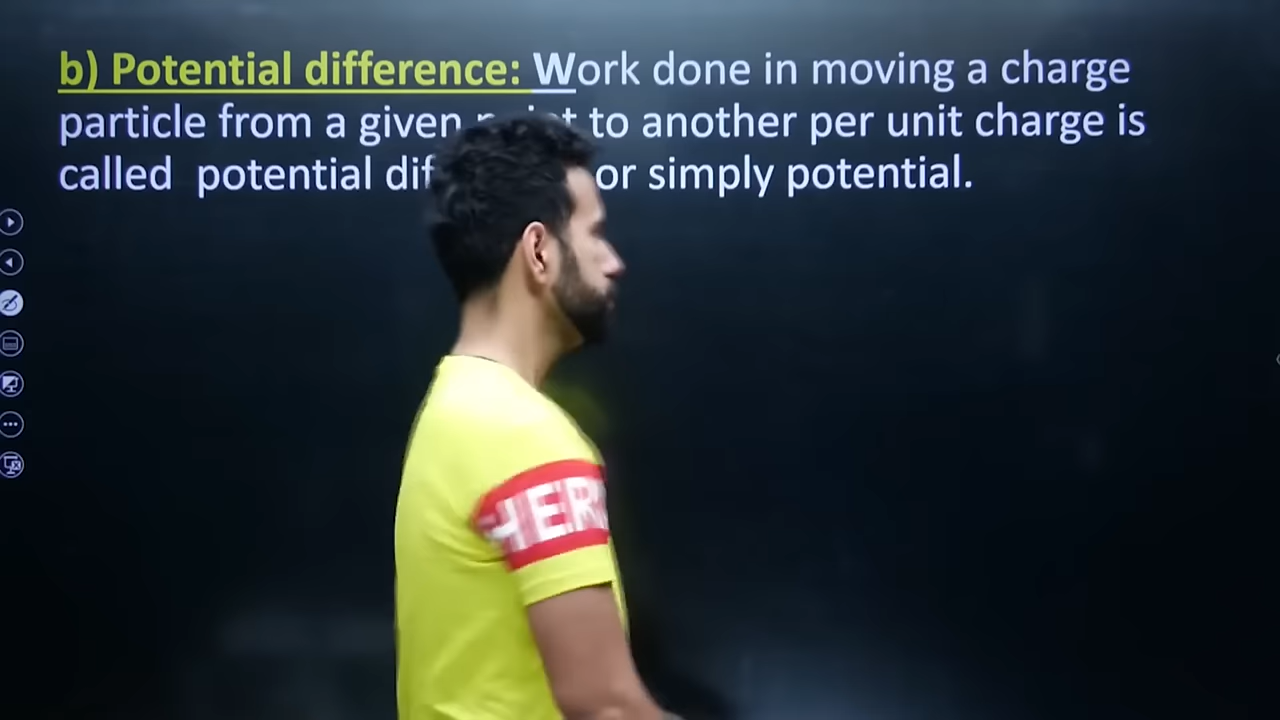 b) Potential difference: Work done in moving a charge
particle from a given to another per unit charge is
called potential or simply potential.
HER